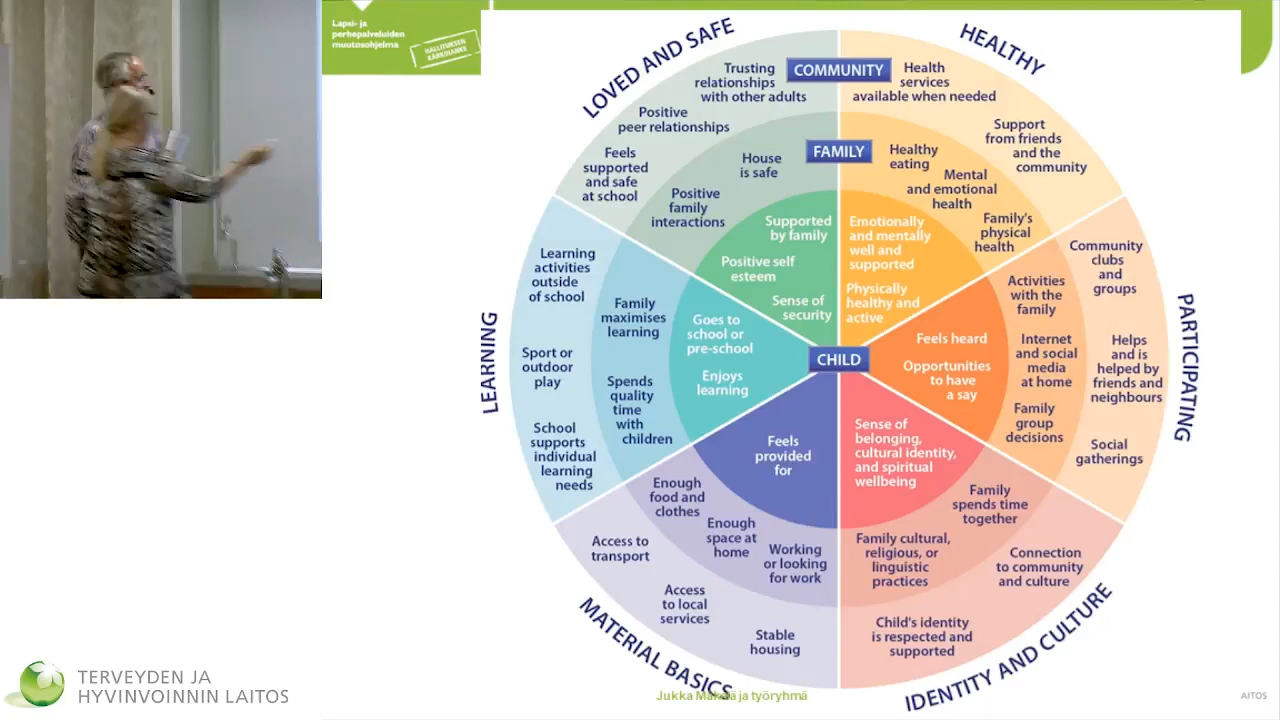 Lapsi- ja
perhepalveluiden
muutosohjelma
HALLITUKSEN
KÄRKIHANKE
LOVED AND SAFE
HEALTHY
PARTICIPATING
IDENTITY AND CULTURE
MATERIAL BASICS
LEARNING
COMMUNITY
FAMILY
CHILD
Trusting
relationships
with other adults
Positive
peer relationships
Feels
supported
and safe
at school
House
is safe
Positive
family
interactions
Supported
by family
Positive self
esteem
Sense of
security
Health
services
available when needed
Support
from friends
and the
community
Healthy
eating
Mental
and emotional
health
Family's
physical
health
Emotionally
and mentally
well and
supported
Physically
healthy and
active
Community
clubs
and
groups
Helps
and is
helped by
friends and
neighbours
Social
gatherings
Activities
with the
family
Internet
and social
media
at home
Family
group
decisions
Feels heard
Opportunities
to have
a say
Sense of
belonging,
cultural identity,
and spiritual
wellbeing
Family
spends time
together
Family cultural,
religious, or
linguistic
practices
Connection
to community
and culture
Child's identity
is respected and
supported
Feels
provided
for
Enough
food and
clothes
Enough
space at
home
Working
or looking
for work
Access to
transport
Access
to local
services
Stable
housing
Goes to
school or
pre-school
Enjoys
learning
Family
maximises
learning
Spends
quality
time
with
children
Learning
activities
outside
of school
Sport or
outdoor
play
School
supports
individual
learning
needs
TERVEYDEN JA
HYVINVOINNIN LAITOS
Jukka Mäkelä ja työryhmä
AITOS